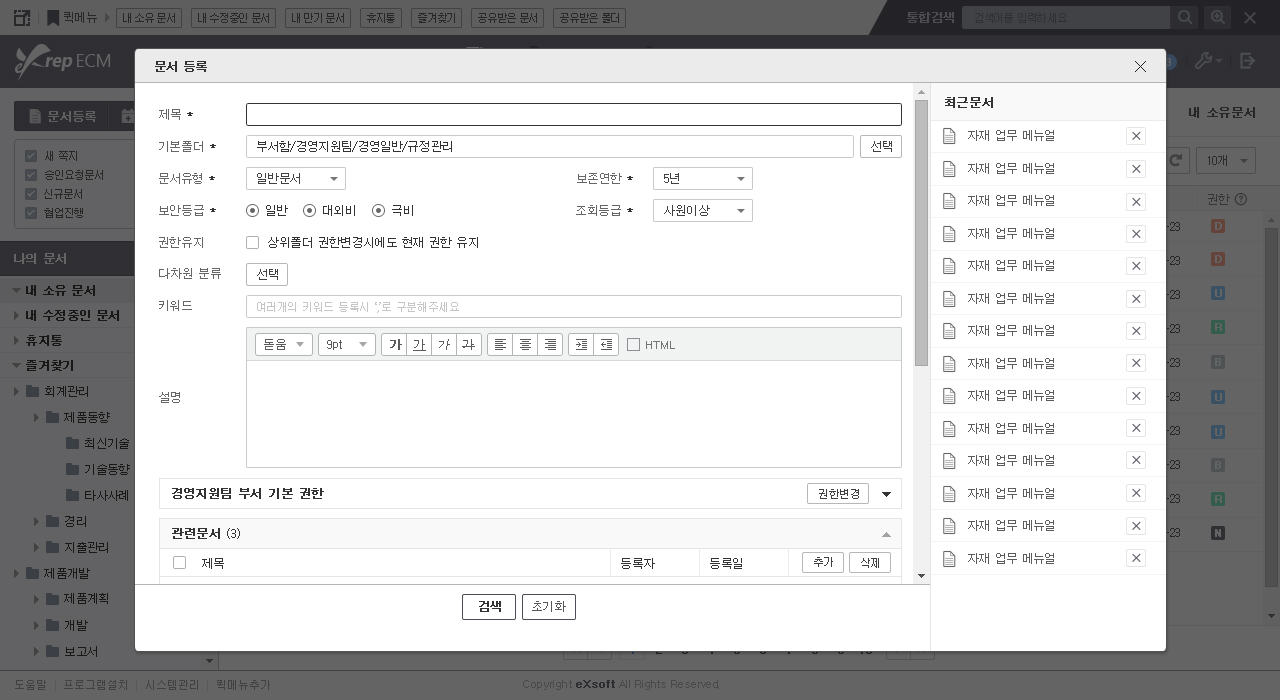 퀵메뉴 내 소유 문서 내 수정중인 문서 내 만기 문서 휴지통 즐겨찾기 공유받은 문서 공유받은 폴더 통합검색 검색어를 입력하세요
Xrep ECM 3
문서등록
새 쪽지
승인요청문서
신규문서
협업진행
나의 문서
내 소유 문서
내 수정중인 문서
휴지통
즐겨찾기
회계관리
제품동향
최신기술
기술동향
타사사례
경리
지출관리
제품개발
제품계획
개발
보고서
문서 등록
제목 *
기본폴더 * 부서함/경영지원팀/경영일반/규정관리 선택
문서유형 * 일반문서 보존연한 * 5년
보안등급 * 일반 대외비 극비 조회등급 * 사원이상
권한유지 상위폴더 권한변경시에도 현재 권한 유지
다차원 분류 선택
키워드 여러개의 키워드 등록시 ','로 구분해주세요
돋움 9pt 가 가 가 가 HTML
설명
경영지원팀 부서 기본 권한 권한변경
관련문서 (3)
제목 등록자 등록일 추가 삭제
검색 초기화
최근문서
자재 업무 메뉴얼
자재 업무 메뉴얼
자재 업무 메뉴얼
자재 업무 메뉴얼
자재 업무 메뉴얼
자재 업무 메뉴얼
자재 업무 메뉴얼
자재 업무 메뉴얼
자재 업무 메뉴얼
자재 업무 메뉴얼
자재 업무 메뉴얼
자재 업무 메뉴얼
자재 업무 메뉴얼
자재 업무 메뉴얼
내 소유문서
10개
권한 ?
-23 D
-23 D
-23 U
-23 R
-23 B
-23 U
-23 U
-23 B
-23 R
-23 N
도움말 프로그램설치 시스템관리 퀵메뉴추가 Copyright eXsoft All Rights Reserved.